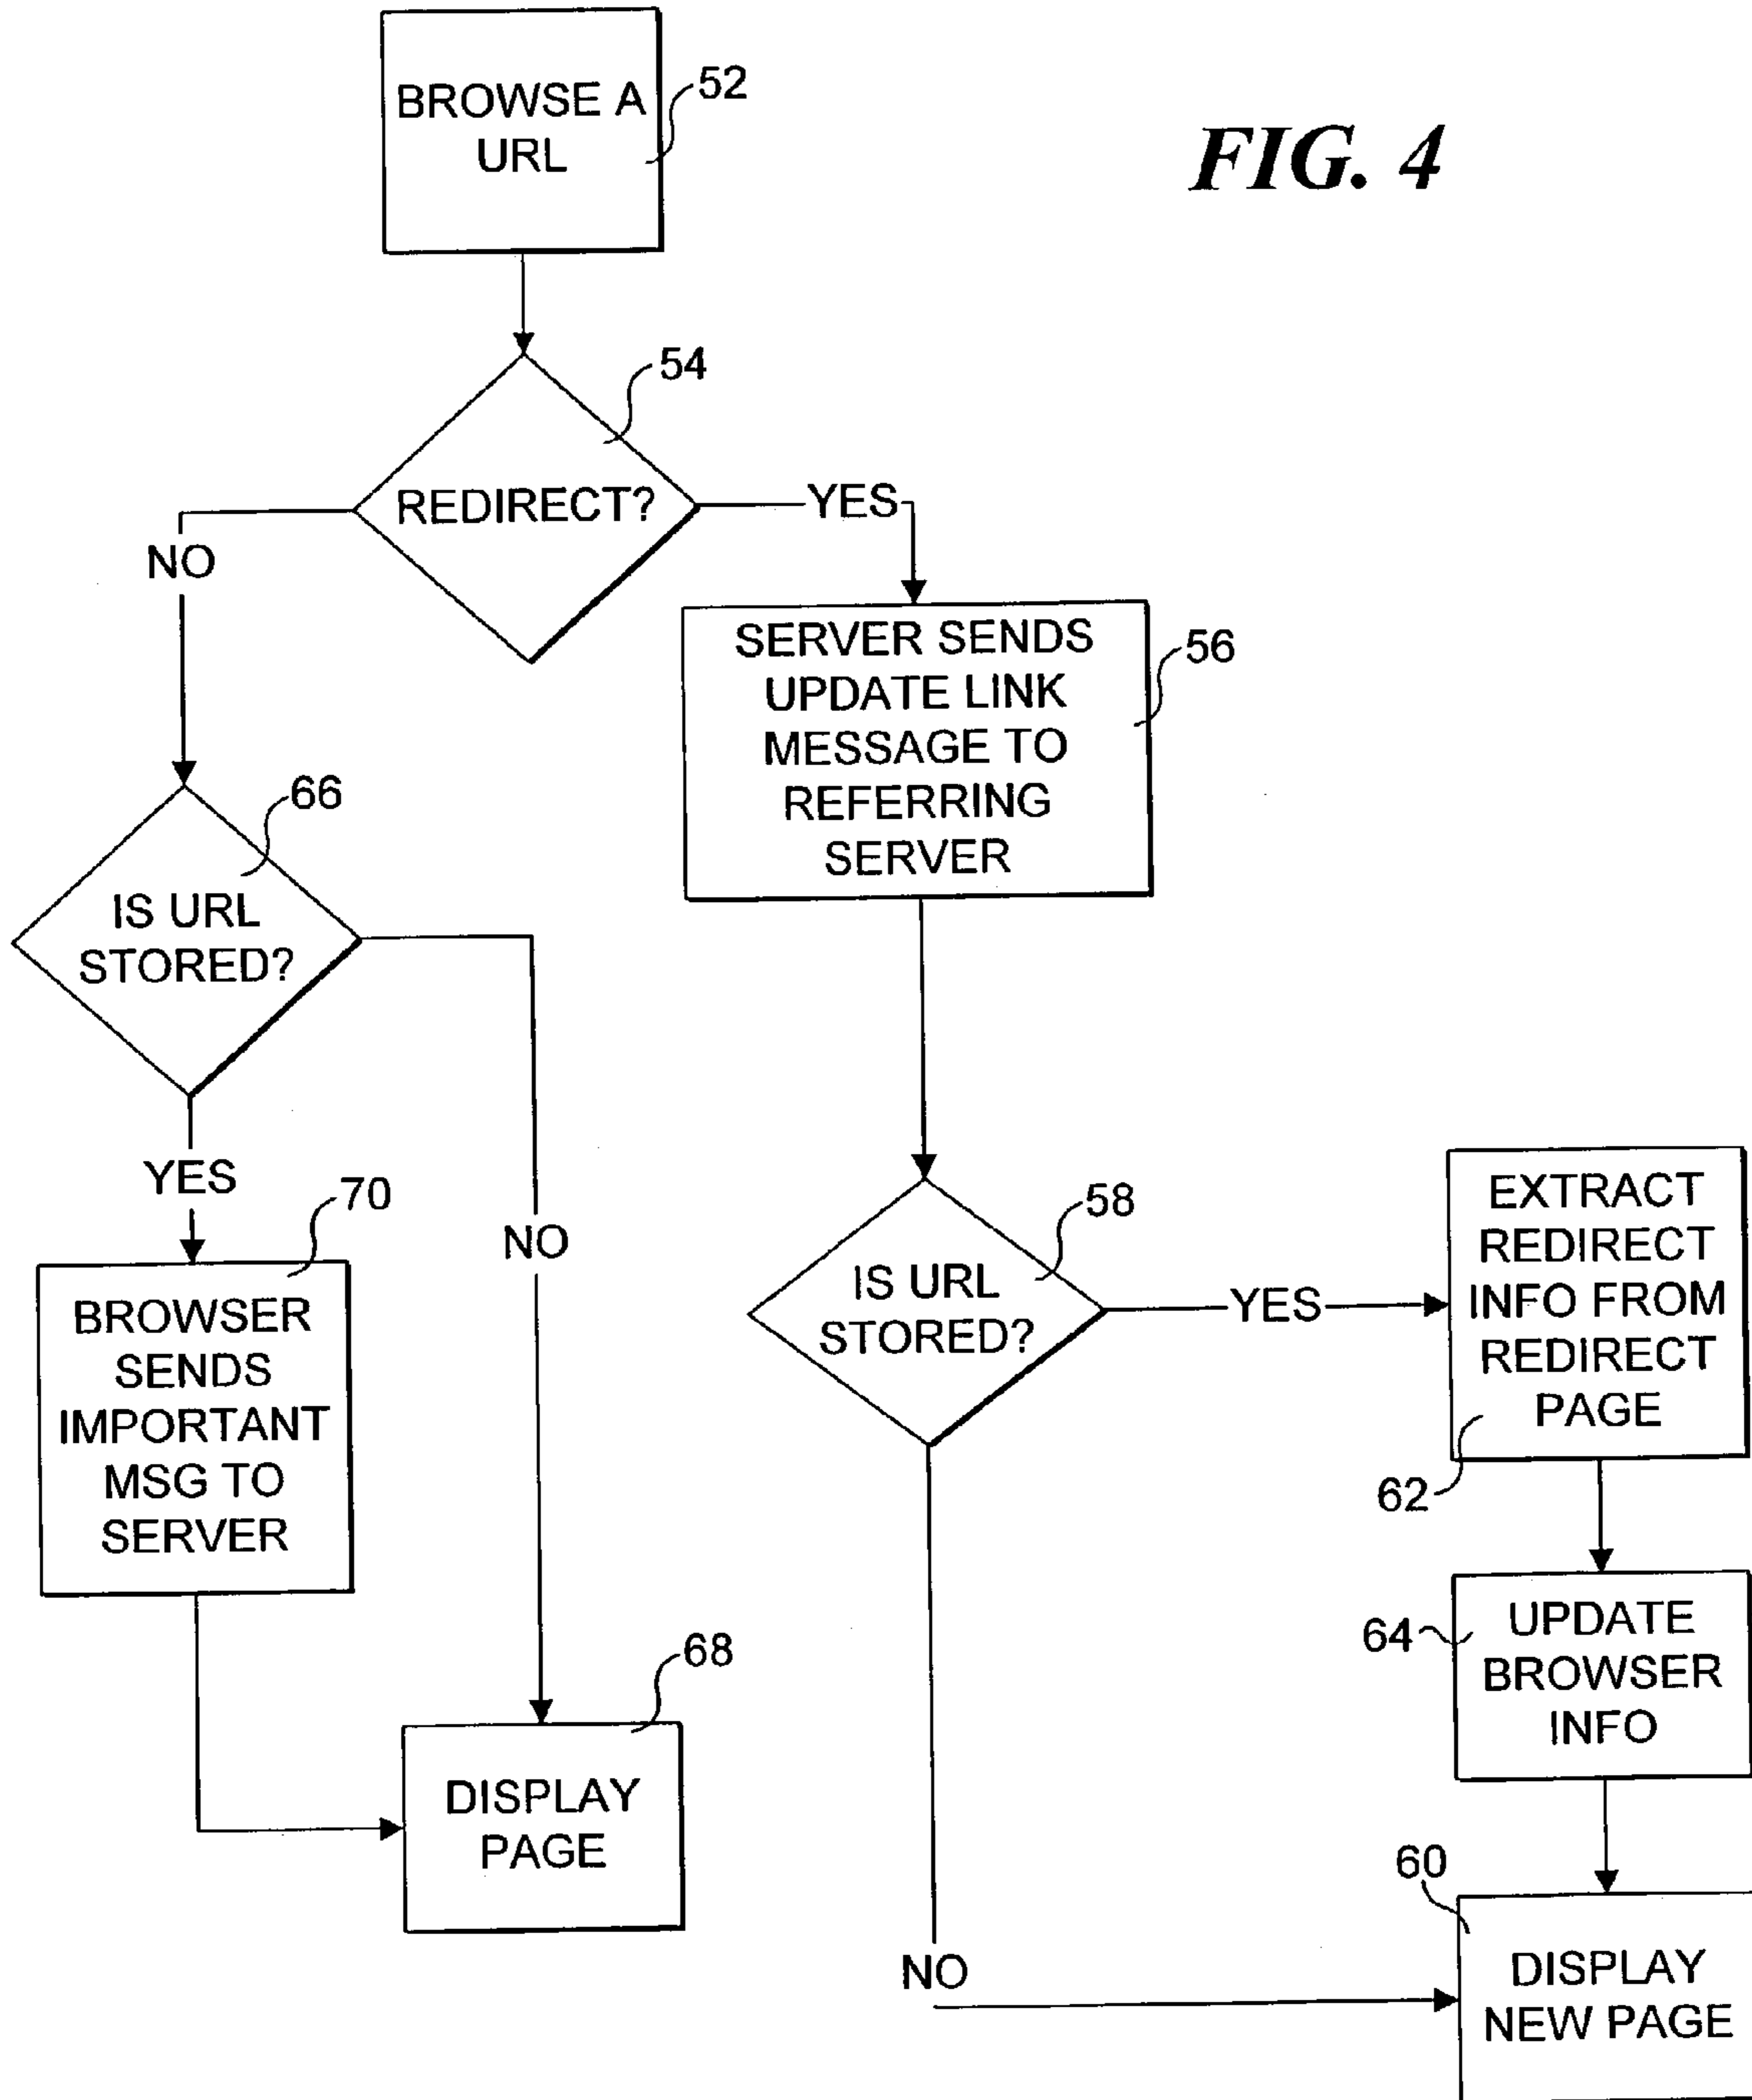 BROWSE A
URL
52
FIG. 4
54
REDIRECT?
YES
NO
SERVER SENDS
UPDATE LINK
MESSAGE TO
REFERRING
SERVER
56
66
IS URL
STORED?
YES
NO
70
BROWSER
SENDS
IMPORTANT
MSG TO
SERVER
58
IS URL
STORED?
YES
EXTRACT
REDIRECT
INFO FROM
REDIRECT
PAGE
62
64
UPDATE
BROWSER
INFO
68
DISPLAY
PAGE
60
NO
DISPLAY
NEW PAGE